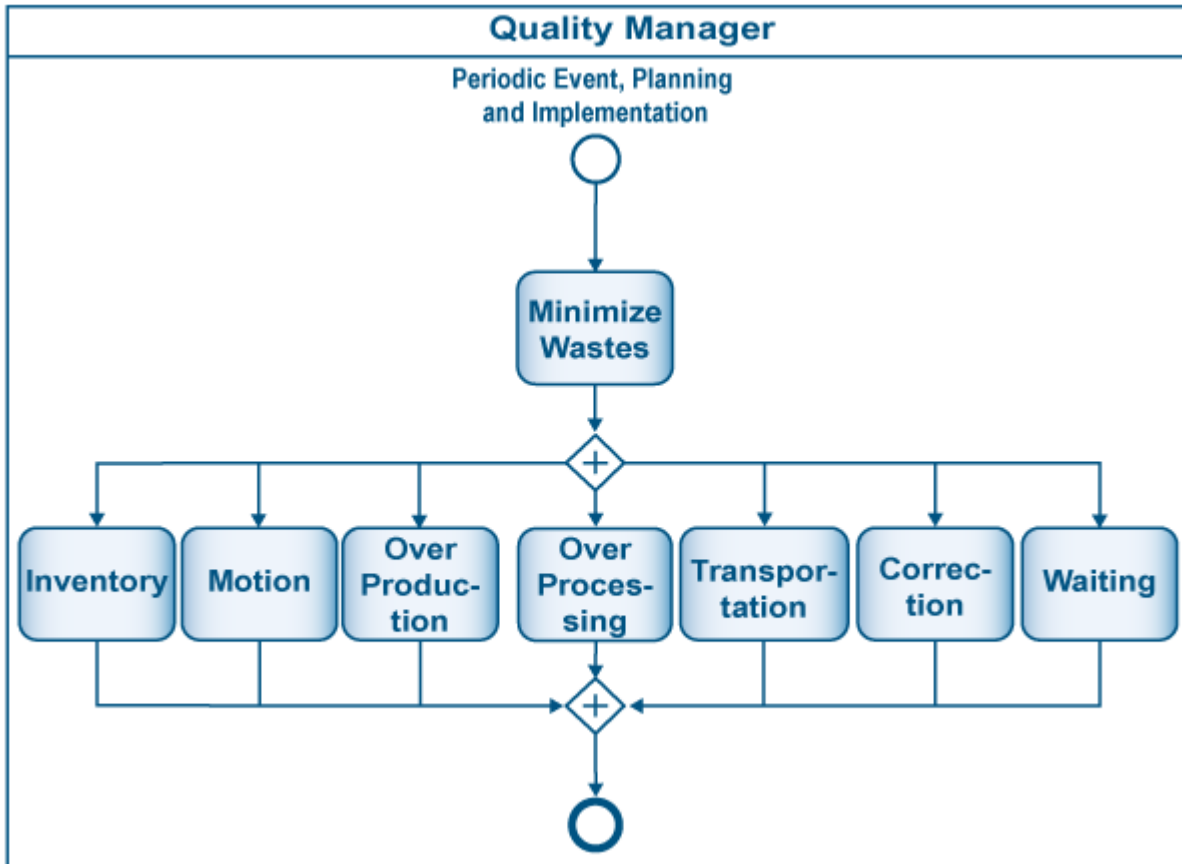 Quality Manager
Periodic Event, Planning
and Implementation
Minimize
Wastes
Inventory
Motion
Over
Produc-
tion
Over
Proces-
sing
Transpor-
tation
Correc-
tion
Waiting